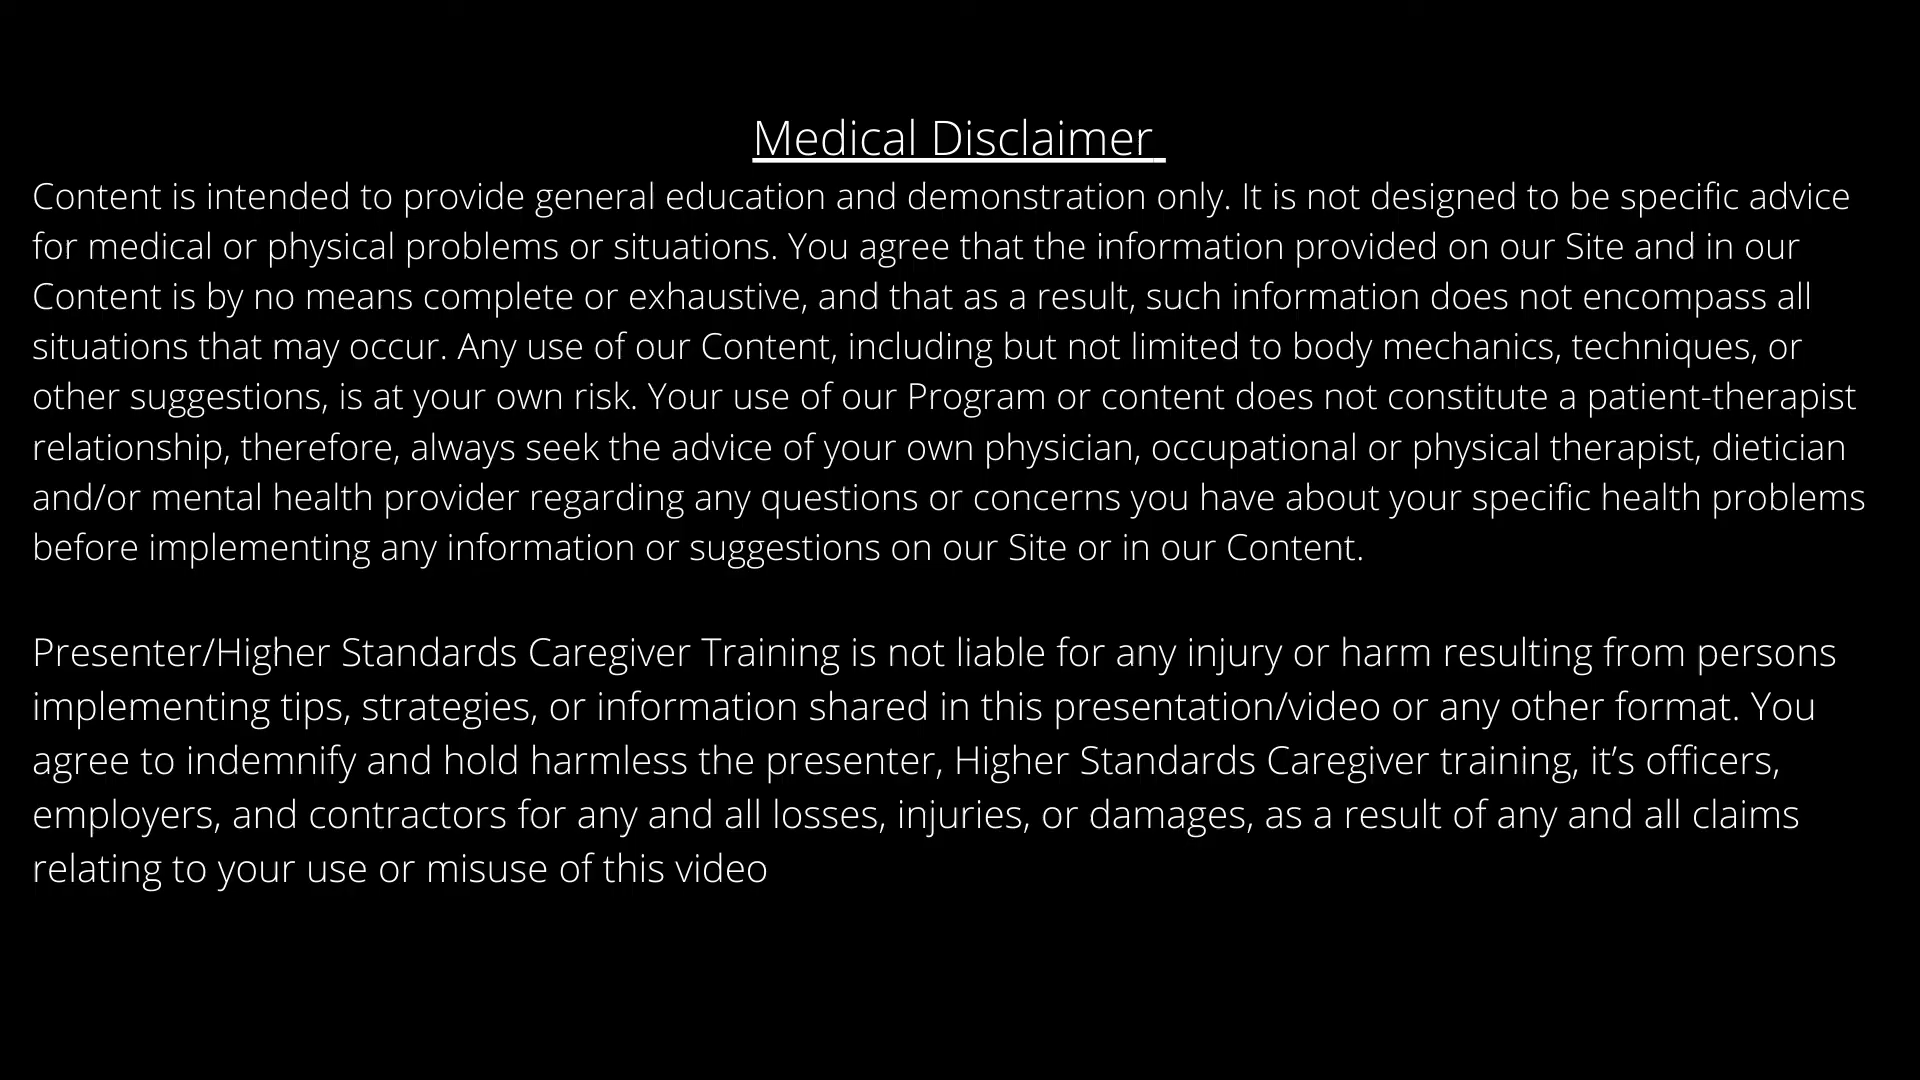 Medical Disclaimer
Content is intended to provide general education and demonstration only. It is not designed to be specific advice
for medical or physical problems or situations. You agree that the information provided on our Site and in our
Content is by no means complete or exhaustive, and that as a result, such information does not encompass all
situations that may occur. Any use of our Content, including but not limited to body mechanics, techniques, or
other suggestions, is at your own risk. Your use of our Program or content does not constitute a patient-therapist
relationship, therefore, always seek the advice of your own physician, occupational or physical therapist, dietician
and/or mental health provider regarding any questions or concerns you have about your specific health problems
before implementing any information or suggestions on our Site or in our Content.
Presenter/Higher Standards Caregiver Training is not liable for any injury or harm resulting from persons
implementing tips, strategies, or information shared in this presentation/video or any other format. You
agree to indemnify and hold harmless the presenter, Higher Standards Caregiver training, it’s officers,
employers, and contractors for any and all losses, injuries, or damages, as a result of any and all claims
relating to your use or misuse of this video